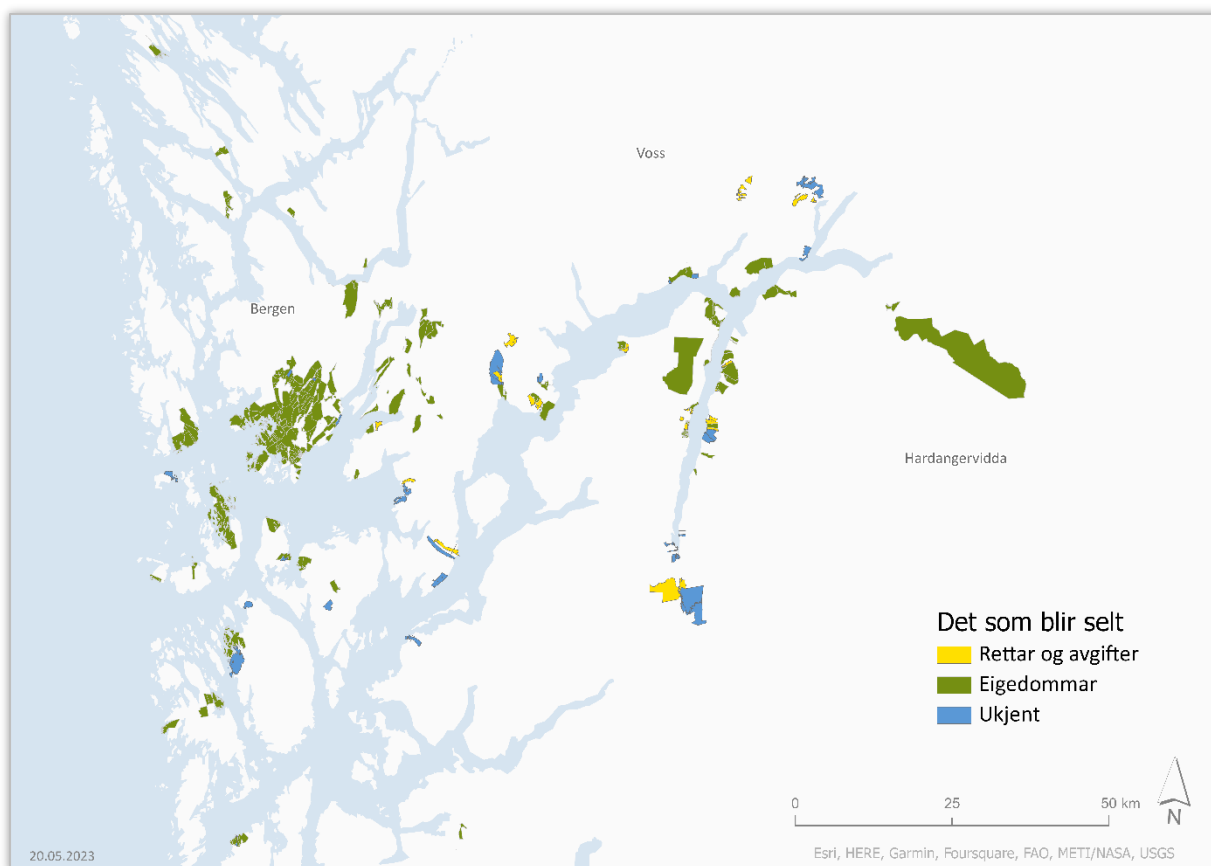 Voss
Bergen
Hardangervidda
Det som blir selt
Rettar og avgifter
Eigedommar
Ukjent
0 25 50 km
N
20.05.2023
Esri, HERE, Garmin, Foursquare, FAO, METI/NASA, USGS